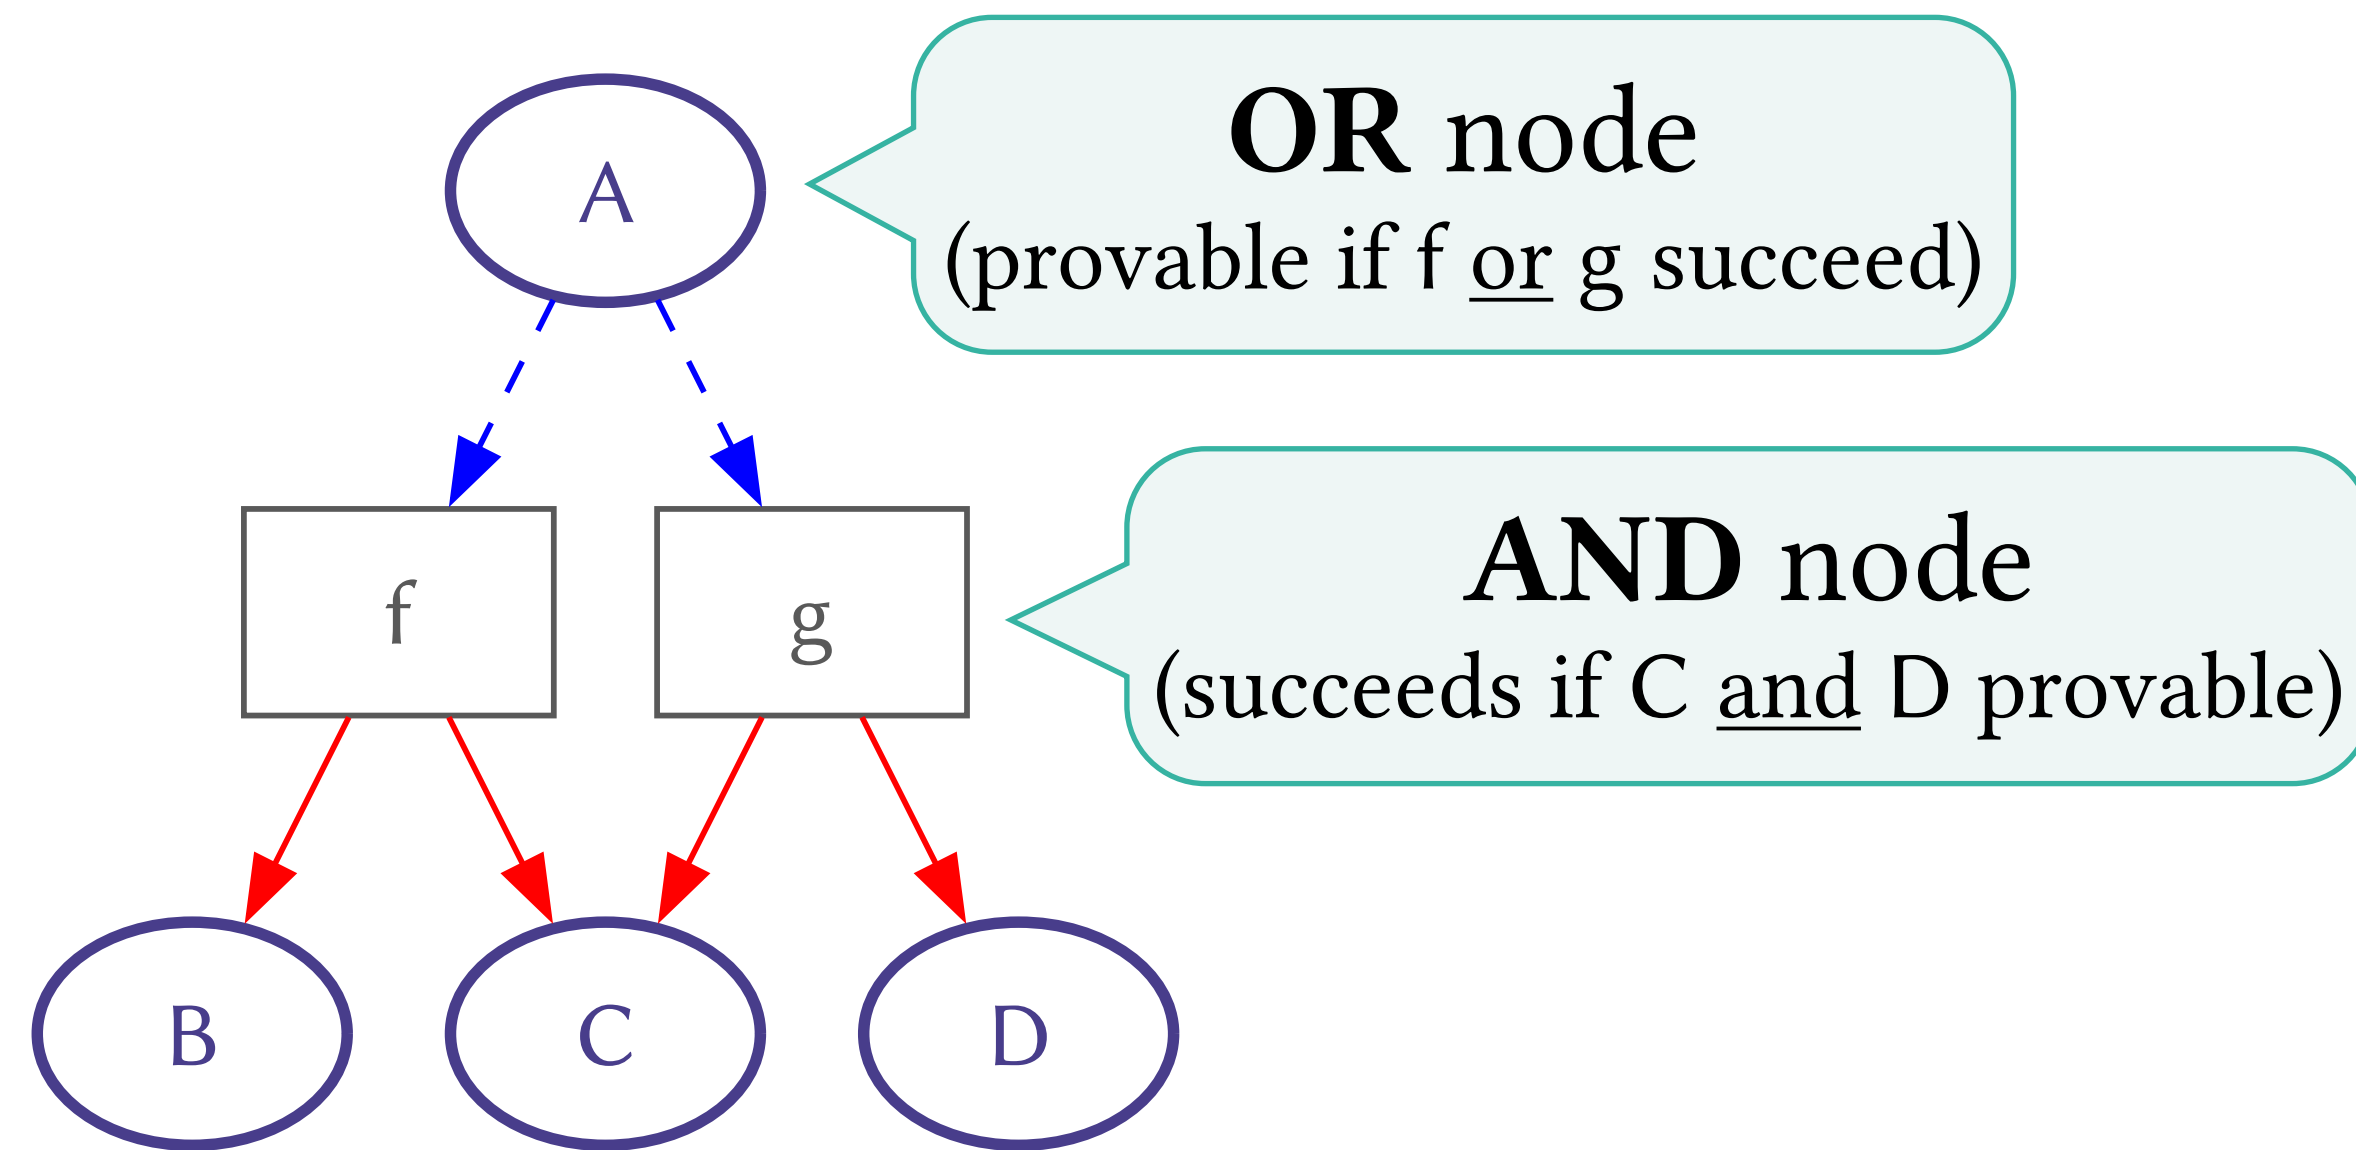 A
OR node
(provable if f or g succeed)
f
g
AND node
(succeeds if C and D provable)
B
C
D